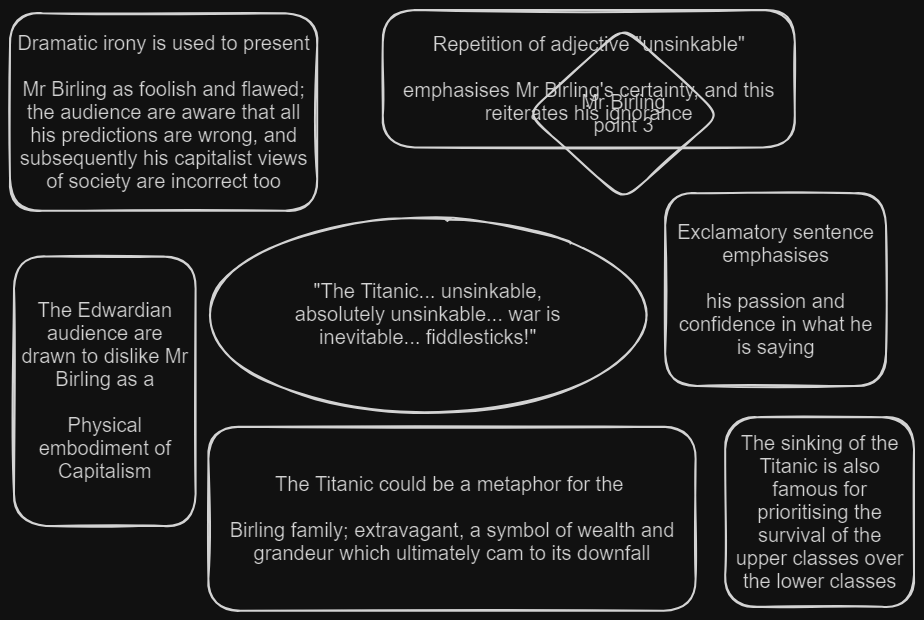 Dramatic irony is used to present
Mr Birling as foolish and flawed;
the audience are aware that all
his predictions are wrong, and
subsequently his capitalist views
of society are incorrect too
Repetition of adjective "unsinkable"
emphasises Mr Birling's certainty, and this
reiterates his ignorance
Mr Birling
point 3
Exclamatory sentence
emphasises
his passion and
confidence in what he
is saying
"The Titanic... unsinkable,
absolutely unsinkable... war is
inevitable... fiddlesticks!"
The Edwardian
audience are
drawn to dislike Mr
Birling as a
Physical
embodiment of
Capitalism
The Titanic could be a metaphor for the
Birling family; extravagant, a symbol of wealth and
grandeur which ultimately cam to its downfall
The sinking of the
Titanic is also
famous for
prioritising the
survival of the
upper classes over
the lower classes